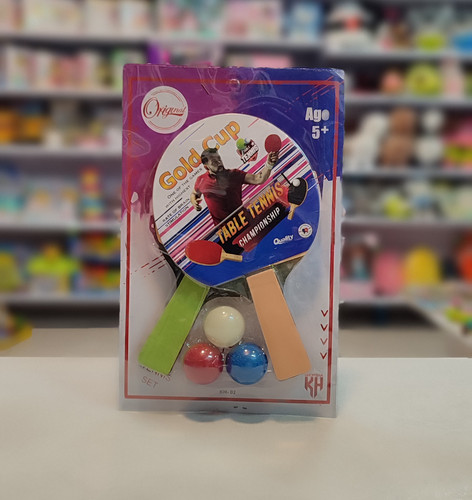 Original
Age
5+
Gold Cup
TABLE TENNIS
CHAMPIONSHIP
Quality
SET
KH